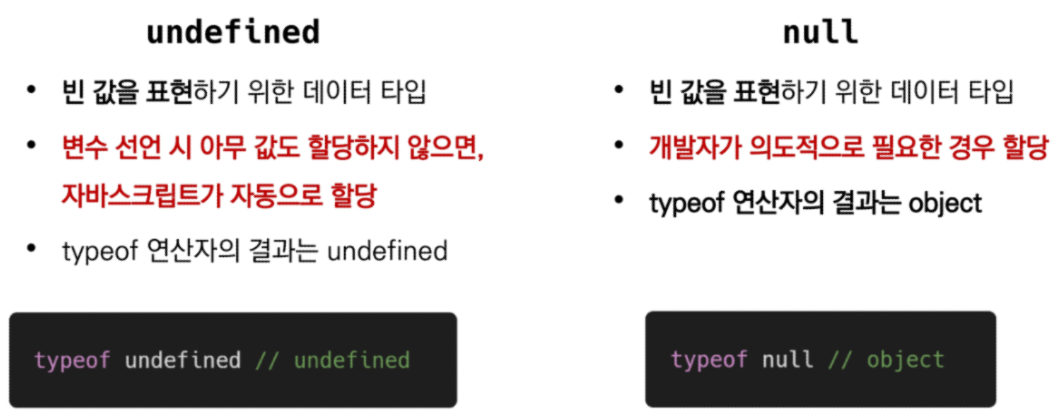 undefined
• 빈 값을 표현하기 위한 데이터 타입
• 변수 선언 시 아무 값도 할당하지 않으면,
자바스크립트가 자동으로 할당
• typeof 연산자의 결과는 undefined
typeof undefined // undefined
null
• 빈 값을 표현하기 위한 데이터 타입
• 개발자가 의도적으로 필요한 경우 할당
• typeof 연산자의 결과는 object
typeof null // object